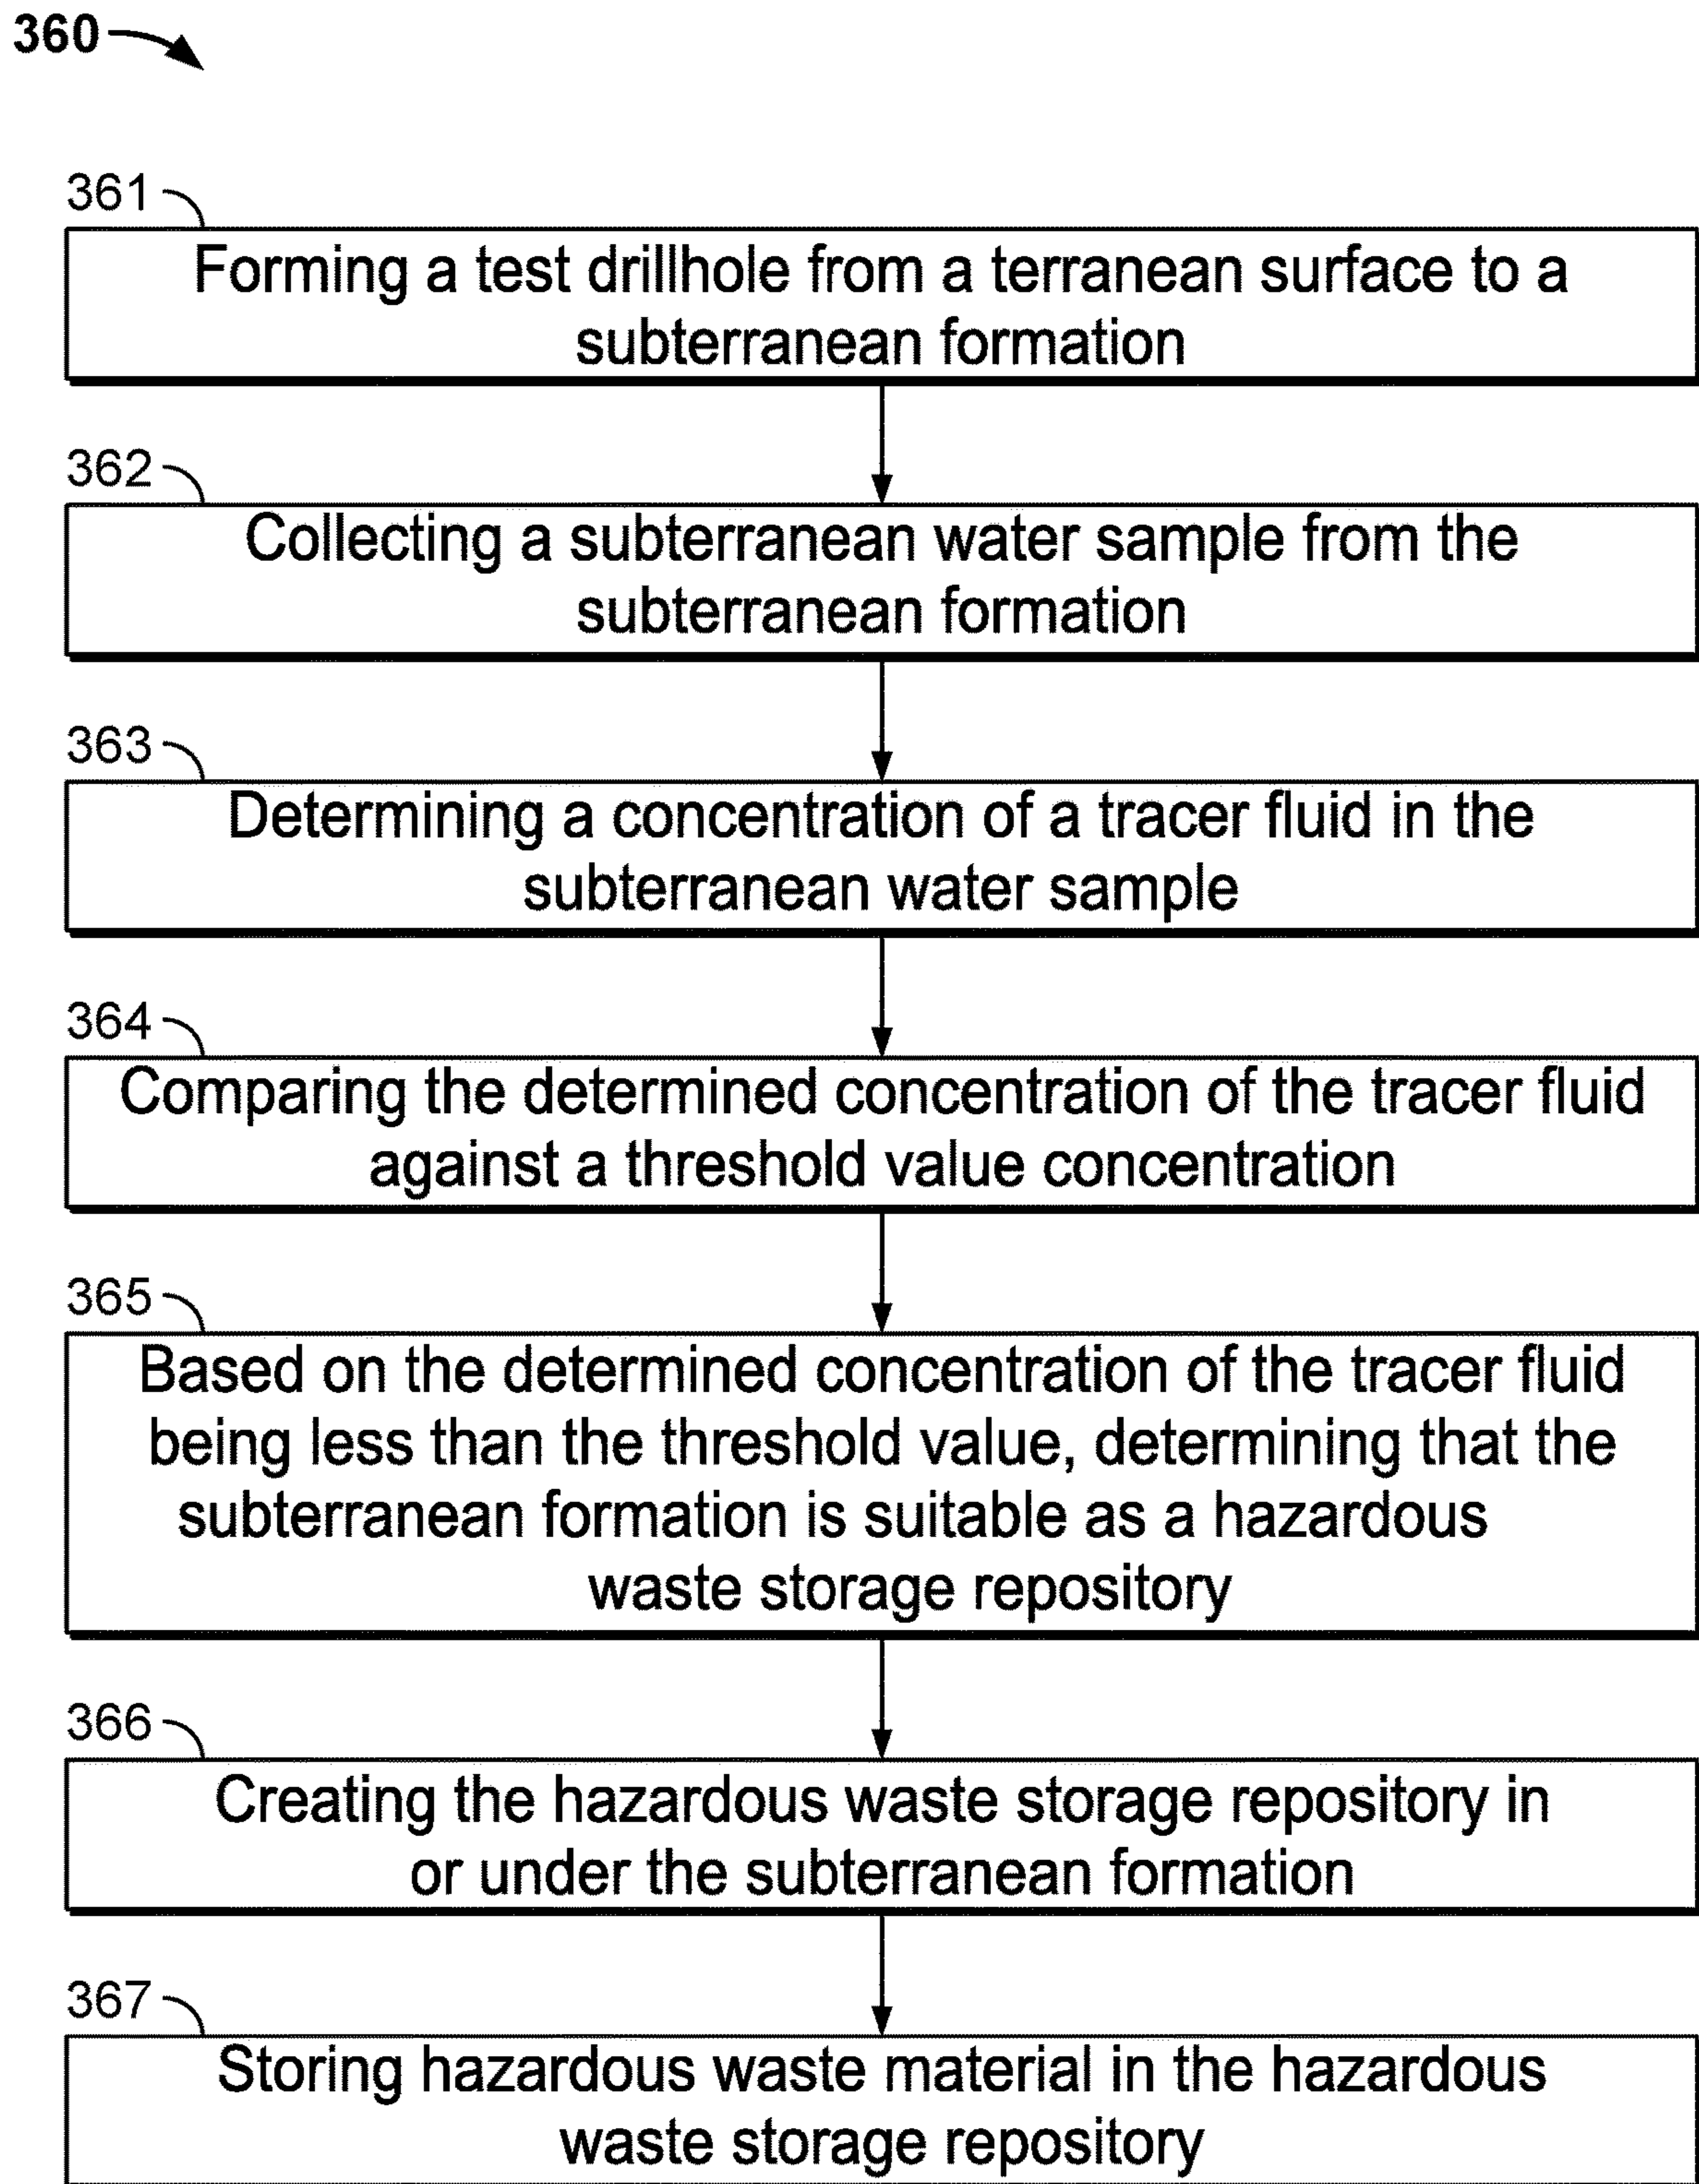 360
361
Forming a test drillhole from a terranean surface to a
subterranean formation
362
Collecting a subterranean water sample from the
subterranean formation
363
Determining a concentration of a tracer fluid in the
subterranean water sample
364
Comparing the determined concentration of the tracer fluid
against a threshold value concentration
365
Based on the determined concentration of the tracer fluid
being less than the threshold value, determining that the
subterranean formation is suitable as a hazardous
waste storage repository
366
Creating the hazardous waste storage repository in
or under the subterranean formation
367
Storing hazardous waste material in the hazardous
waste storage repository